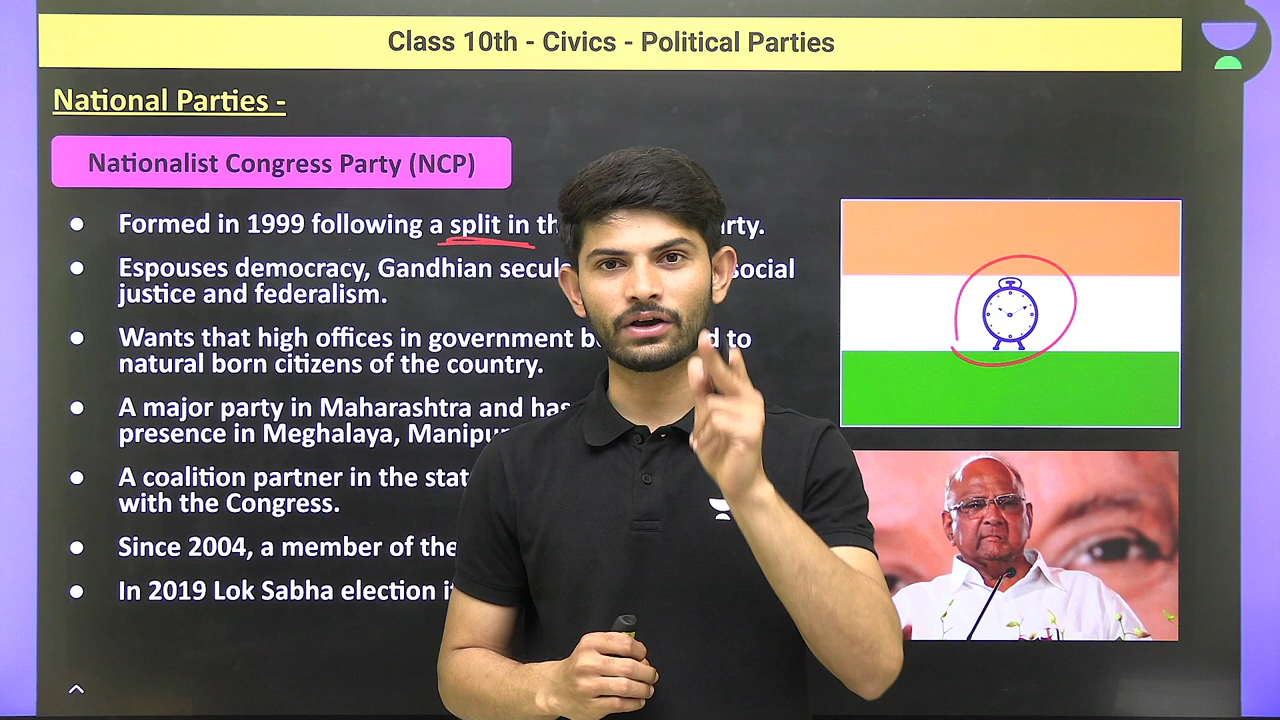 Class 10th - Civics - Political Parties
National Parties -
Nationalist Congress Party (NCP)
● Formed in 1999 following a split in th
● Espouses democracy, Gandhian secul social
justice and federalism.
● Wants that high offices in government b d to
natural born citizens of the country.
● A major party in Maharashtra and has
presence in Meghalaya, Manipur
● A coalition partner in the stat
with the Congress.
● Since 2004, a member of the
● In 2019 Lok Sabha election i